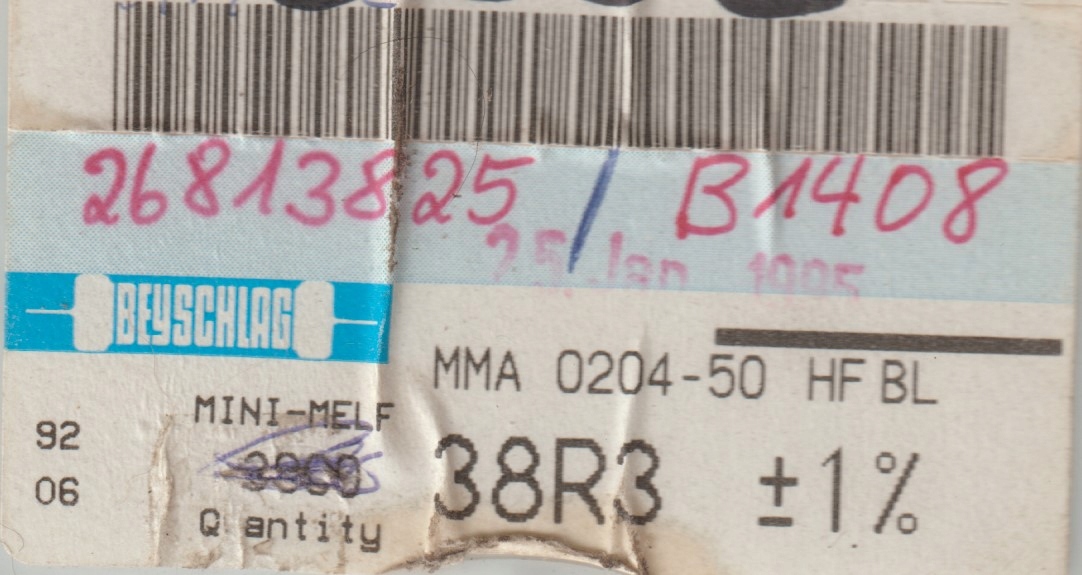 26813825 / B1408
25. Jan 1995
BEYSCHLAG
MMA 0204-50 HF BL
MINI-MELF
92
38R3 ±1%
06
Q antity